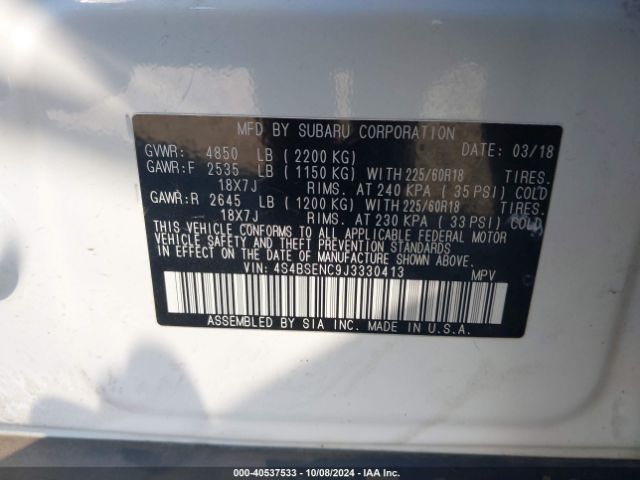 MFD BY SUBARU CORPORATION
GVWR: 4850 LB (2200 KG) DATE: 03/18
GAWR:F 2535 LB (1150 KG) WITH 225/60R18 TIRES.
18X7J RIMS. AT 240 KPA (35 PSI) COLD
GAWR:R 2645 LB (1200 KG) WITH 225/60R18 TIRES.
18X7J RIMS. AT 230 KPA (33 PSI) COLD
THIS VEHICLE CONFORMS TO ALL APPLICABLE FEDERAL MOTOR
VEHICLE SAFETY AND THEFT PREVENTION STANDARDS IN EFFECT
ON THE DATE OF MANUFACTURE SHOWN ABOVE.
VIN: 4S4BSENC9J3330413 MPV
ASSEMBLED BY SIA INC. MADE IN U.S.A.
000-40537533 - 10/08/2024 - IAA Inc.